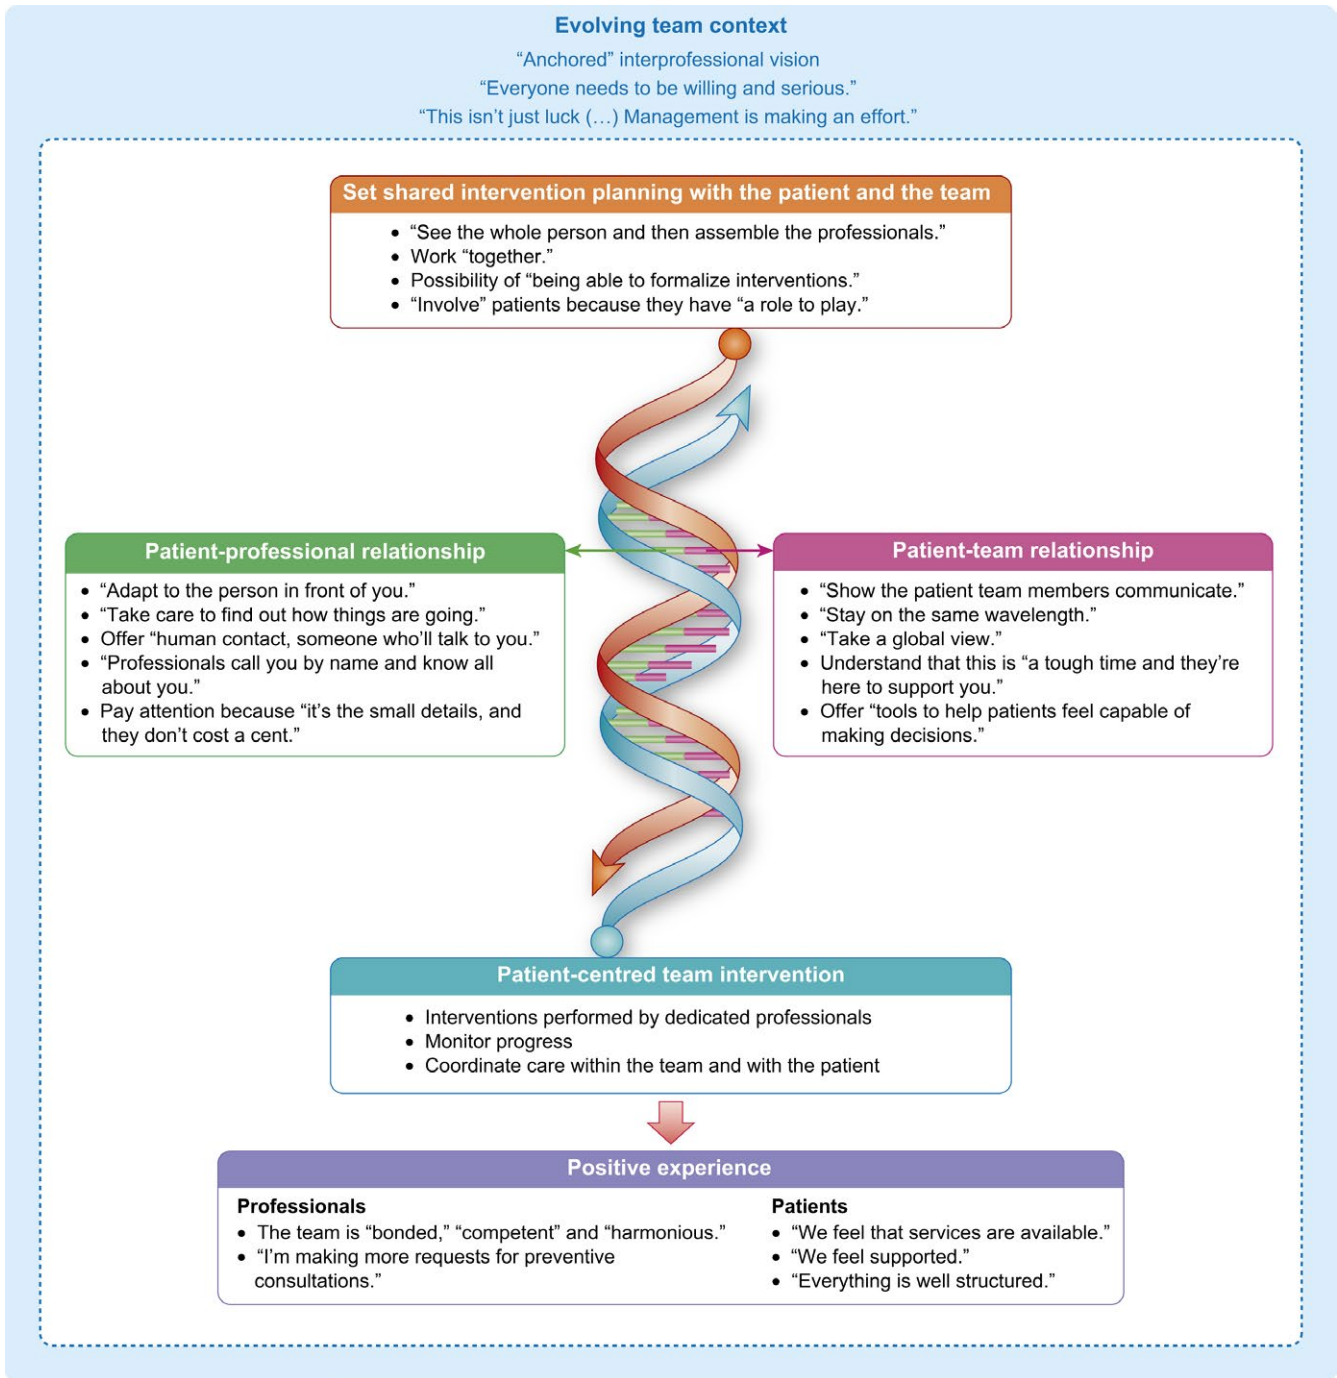 Evolving team context
“Anchored” interprofessional vision
“Everyone needs to be willing and serious.”
“This isn’t just luck (…) Management is making an effort.”
Set shared intervention planning with the patient and the team
• “See the whole person and then assemble the professionals.”
• Work “together.”
• Possibility of “being able to formalize interventions.”
• “Involve” patients because they have “a role to play.”
Patient-professional relationship
• “Adapt to the person in front of you.”
• “Take care to find out how things are going.”
• Offer “human contact, someone who’ll talk to you.”
• “Professionals call you by name and know all
about you.”
• Pay attention because “it’s the small details, and
they don’t cost a cent.”
Patient-team relationship
• “Show the patient team members communicate.”
• “Stay on the same wavelength.”
• “Take a global view.”
• Understand that this is “a tough time and they’re
here to support you.”
• Offer “tools to help patients feel capable of
making decisions.”
Patient-centred team intervention
• Interventions performed by dedicated professionals
• Monitor progress
• Coordinate care within the team and with the patient
Positive experience
Professionals
• The team is “bonded,” “competent” and “harmonious.”
• “I’m making more requests for preventive
consultations.”
Patients
• “We feel that services are available.”
• “We feel supported.”
• “Everything is well structured.”